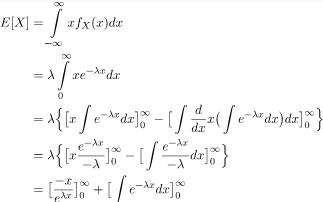 E[X] = ∫_{-∞}^{∞} x f_X(x)dx
= λ ∫_{0}^{∞} x e^{-λx} dx
= λ{[x ∫ e^{-λx} dx]_0^∞ − [∫ d/dx x(∫ e^{-λx} dx)dx]_0^∞}
= λ{[x e^{-λx}/-λ]_0^∞ − [∫ e^{-λx}/-λ dx]_0^∞}
= [-x/e^{λx}]_0^∞ + [∫ e^{-λx} dx]_0^∞